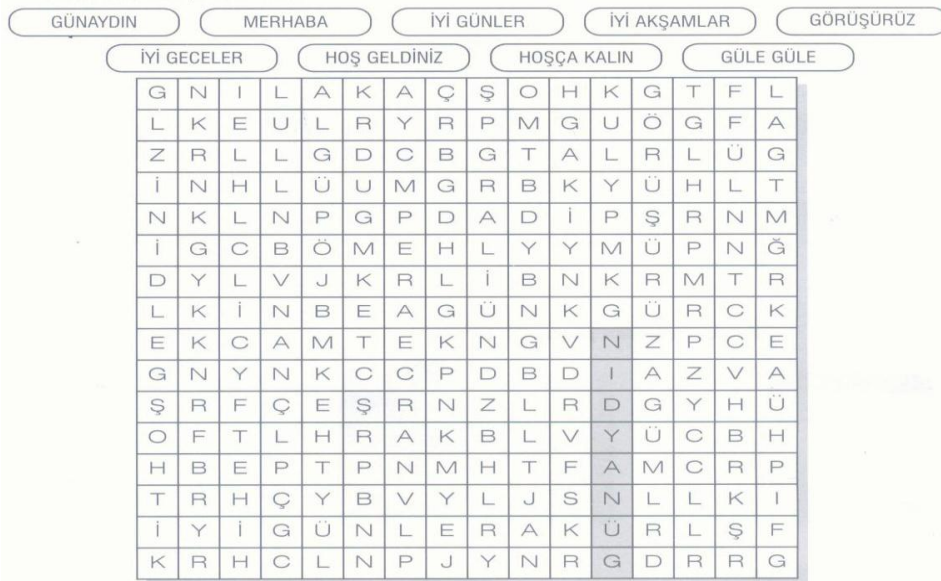 GÜNAYDIN MERHABA İYİ GÜNLER İYİ AKŞAMLAR GÖRÜŞÜRÜZ
İYİ GECELER HOŞ GELDİNİZ HOŞÇA KALIN GÜLE GÜLE
G N I L A K A Ç Ş O H K G T F L
L K E U L R Y R P M G U Ö G F A
Z R L L G D C B G T A L R L Ü G
İ N H L Ü U M G R B K Y Ü H L T
N K L N P G P D A D İ P Ş R N M
İ G C B Ö M E H L Y Y M Ü P N Ğ
D Y L V J K R L İ B N K R M T R
L K İ N B E A G Ü N K G Ü R C K
E K C A M T E K N G V N Z P C E
G N Y N K C C P D B D I A Z V A
Ş R F Ç E Ş R N Z L R D G Y H Ü
O F T L H R A K B L V Y Ü C B H
H B E P T P N M H T F A M C R P
T R H Ç Y B V Y L J S N L L K I
İ Y İ G Ü N L E R A K Ü R L Ş F
K R H C L N P J Y N R G D R R G